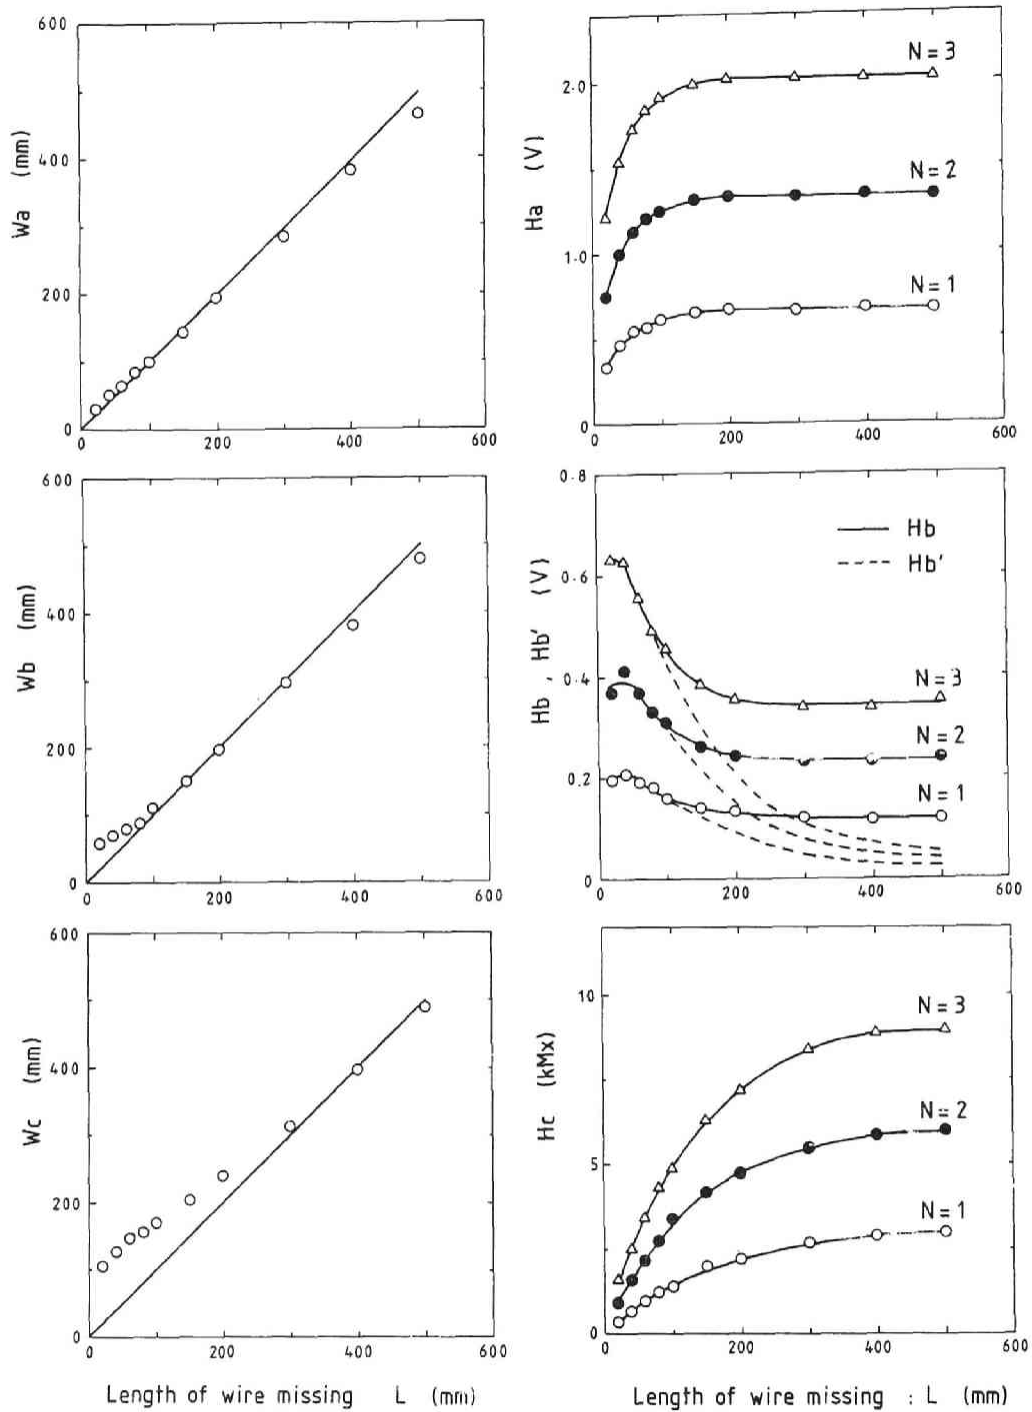 600
400
200
0
Wa (mm)
0 200 400 600
2.0
1.0
0
Ha (V)
N = 3
N = 2
N = 1
0 200 400 600
600
400
200
0
Wb (mm)
0 200 400 600
0.8
0.6
0.4
0.2
0
Hb , Hb' (V)
Hb
Hb'
N = 3
N = 2
N = 1
0 200 400 600
600
400
200
0
Wc (mm)
0 200 400 600
Length of wire missing L (mm)
10
5
0
Hc (kMx)
N = 3
N = 2
N = 1
0 200 400 600
Length of wire missing : L (mm)